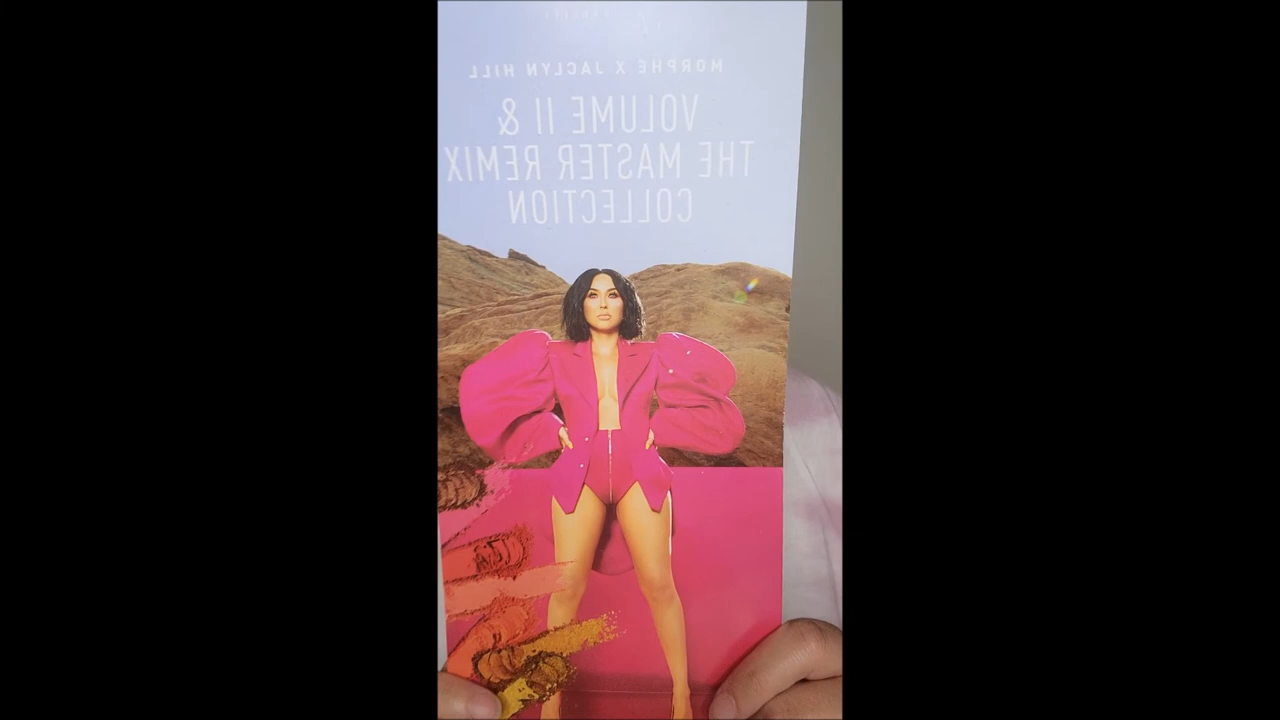 MORPHE X JACLYN HILL
VOLUME II &
THE MASTER REMIX
COLLECTION